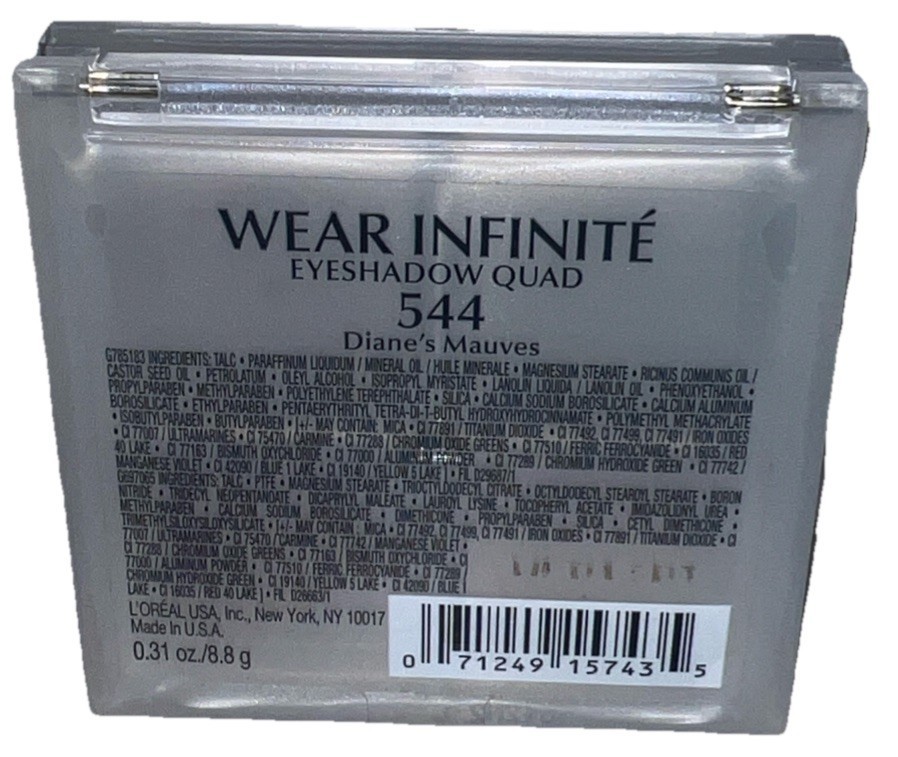 WEAR INFINITÉ
EYESHADOW QUAD
544
Diane's Mauves
G785183 INGREDIENTS: TALC • PARAFFINUM LIQUIDUM / MINERAL OIL / HUILE MINERALE • MAGNESIUM STEARATE • RICINUS COMMUNIS OIL /
CASTOR SEED OIL • PETROLATUM • OLEYL ALCOHOL • ISOPROPYL MYRISTATE • LANOLIN LIQUIDA / LANOLIN OIL • PHENOXYETHANOL •
PROPYLPARABEN • METHYLPARABEN • POLYETHYLENE TEREPHTHALATE • SILICA • CALCIUM SODIUM BOROSILICATE • CALCIUM ALUMINUM
BOROSILICATE • ETHYLPARABEN • PENTAERYTHRITYL TETRA-DI-T-BUTYL HYDROXYHYDROCINNAMATE • POLYMETHYL METHACRYLATE
• ISOBUTYLPARABEN • BUTYLPARABEN • [+/- MAY CONTAIN: MICA • CI 77891 / TITANIUM DIOXIDE • CI 77492, CI 77499, CI 77491 / IRON OXIDES
• CI 77007 / ULTRAMARINES • CI 75470 / CARMINE • CI 77288 / CHROMIUM OXIDE GREENS • CI 77510 / FERRIC FERROCYANIDE • CI 16035 / RED
40 LAKE • CI 77163 / BISMUTH OXYCHLORIDE • CI 77000 / ALUMINUM POWDER • CI 77289 / CHROMIUM HYDROXIDE GREEN • CI 77742 /
MANGANESE VIOLET • CI 42090 / BLUE 1 LAKE • CI 19140 / YELLOW 5 LAKE ] • FIL D29687/1
G897065 INGREDIENTS: TALC • PTFE • MAGNESIUM STEARATE • TRIOCTYLDODECYL CITRATE • OCTYLDODECYL STEAROYL STEARATE • BORON
NITRIDE • TRIDECYL NEOPENTANOATE • DICAPRYLYL MALEATE • LAUROYL LYSINE • TOCOPHERYL ACETATE • IMIDAZOLIDINYL UREA •
METHYLPARABEN • CALCIUM SODIUM BOROSILICATE • DIMETHICONE • PROPYLPARABEN • SILICA • CETYL DIMETHICONE •
TRIMETHYLSILOXYSILOXYSILICATE • [+/- MAY CONTAIN: MICA • CI 77492, CI 77499, CI 77491 / IRON OXIDES • CI 77891 / TITANIUM DIOXIDE • CI
77007 / ULTRAMARINES • CI 75470 / CARMINE • CI 77742 / MANGANESE VIOLET •
CI 77288 / CHROMIUM OXIDE GREENS • CI 77163 / BISMUTH OXYCHLORIDE • CI
77000 / ALUMINUM POWDER • CI 77510 / FERRIC FERROCYANIDE • CI 77289 /
CHROMIUM HYDROXIDE GREEN • CI 19140 / YELLOW 5 LAKE • CI 42090 / BLUE 1
LAKE • CI 16035 / RED 40 LAKE ] • FIL D26663/1
L'ORÉAL USA, Inc., New York, NY 10017
Made In U.S.A.
0.31 oz./8.8 g
0 71249 15743 5